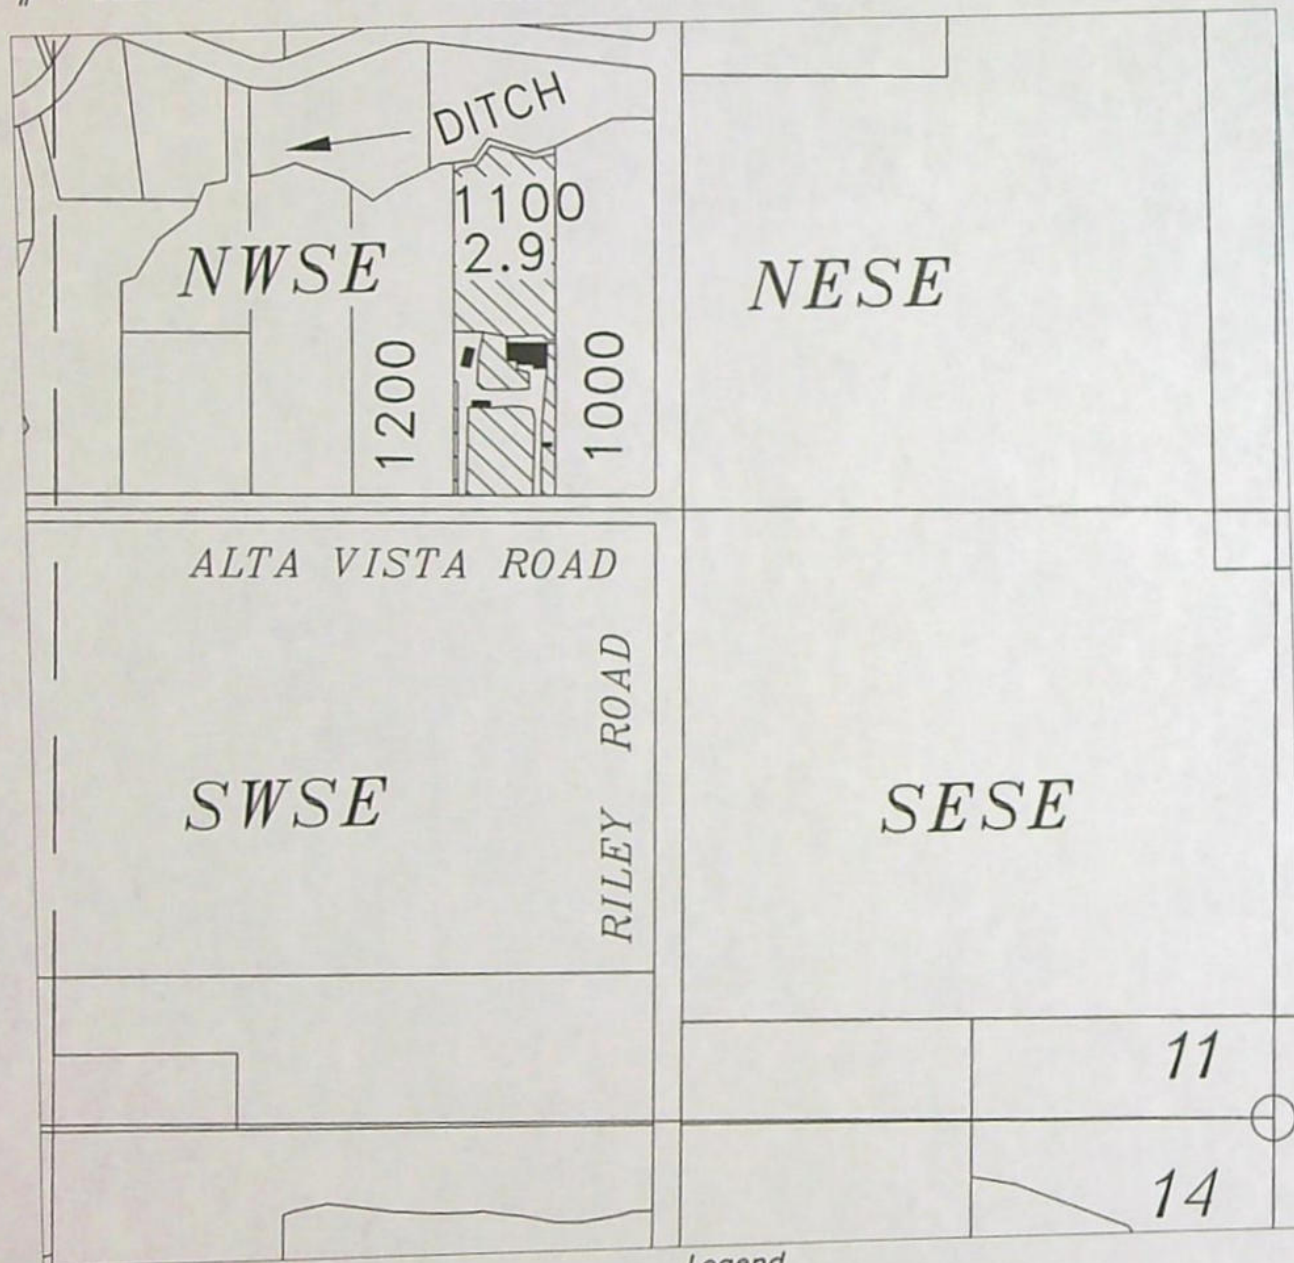 DITCH
1100
2.9
NWSE
NESE
1200
1000
ALTA VISTA ROAD
RILEY ROAD
SWSE
SESE
11
14
Legend